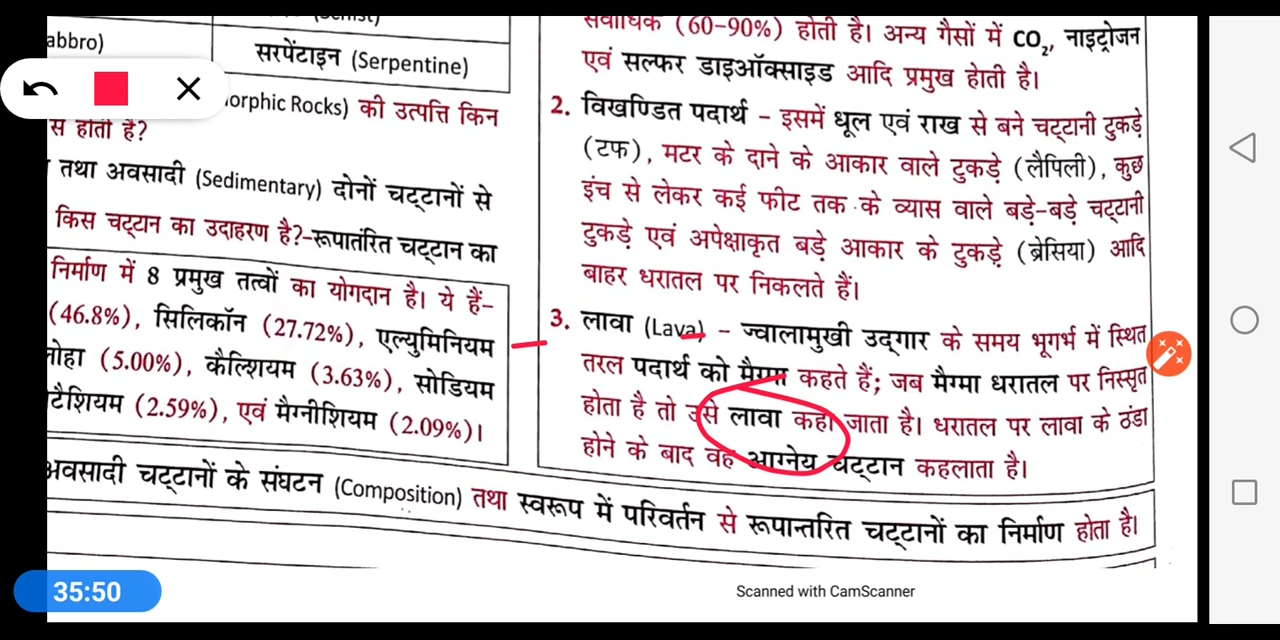 abbro)
सरपेंटाइन (Serpentine)
orphic Rocks) की उत्पत्ति किन
से होती है?
तथा अवसादी (Sedimentary) दोनों चट्टानों से
किस चट्टान का उदाहरण है?–रूपातंरित चट्टान का
निर्माण में 8 प्रमुख तत्वों का योगदान है। ये हैं–
(46.8%), सिलिकॉन (27.72%), एल्युमिनियम
लोहा (5.00%), कैल्शियम (3.63%), सोडियम
टैशियम (2.59%), एवं मैग्नीशियम (2.09%)।
सर्वाधिक (60–90%) होती है। अन्य गैसों में CO₂, नाइट्रोजन
एवं सल्फर डाइऑक्साइड आदि प्रमुख होती है।
2. विखण्डित पदार्थ – इसमें धूल एवं राख से बने चट्टानी टुकड़े
(टफ), मटर के दाने के आकार वाले टुकड़े (लैपिली), कुछ
इंच से लेकर कई फीट तक के व्यास वाले बड़े-बड़े चट्टानी
टुकड़े एवं अपेक्षाकृत बड़े आकार के टुकड़े (ब्रेसिया) आदि
बाहर धरातल पर निकलते हैं।
3. लावा (Lava) – ज्वालामुखी उद्गार के समय भूगर्भ में स्थित
तरल पदार्थ को मैग्मा कहते हैं; जब मैग्मा धरातल पर निस्सृत
होता है तो उसे लावा कहा जाता है। धरातल पर लावा के ठंडा
होने के बाद वह आग्नेय चट्टान कहलाता है।
अवसादी चट्टानों के संघटन (Composition) तथा स्वरूप में परिवर्तन से रूपान्तरित चट्टानों का निर्माण होता है।
35:50
Scanned with CamScanner